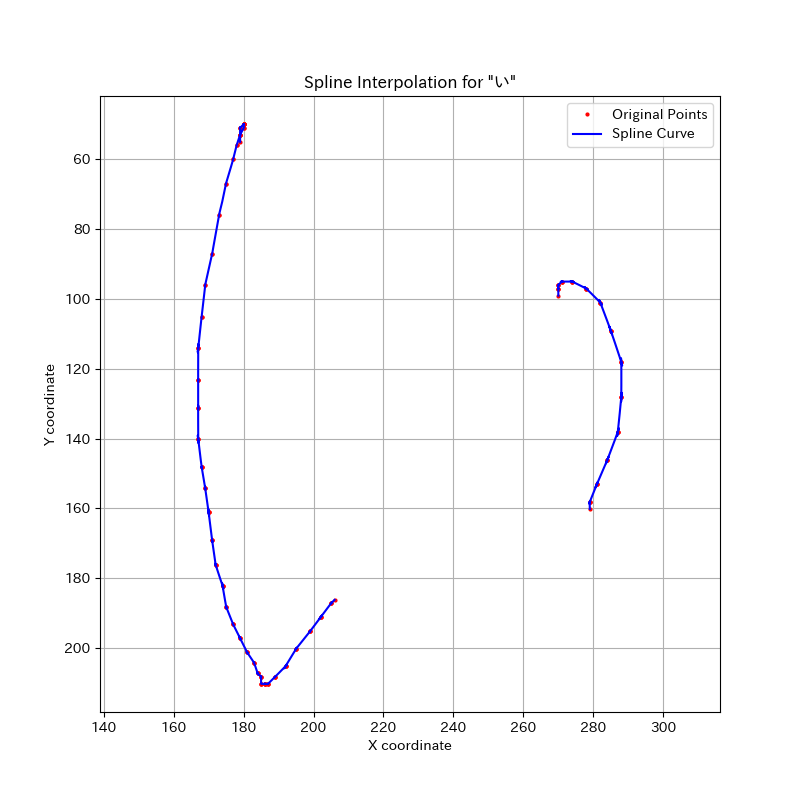 Spline Interpolation for "い"
Original Points
Spline Curve
Y coordinate
60
80
100
120
140
160
180
200
140 160 180 200 220 240 260 280 300
X coordinate